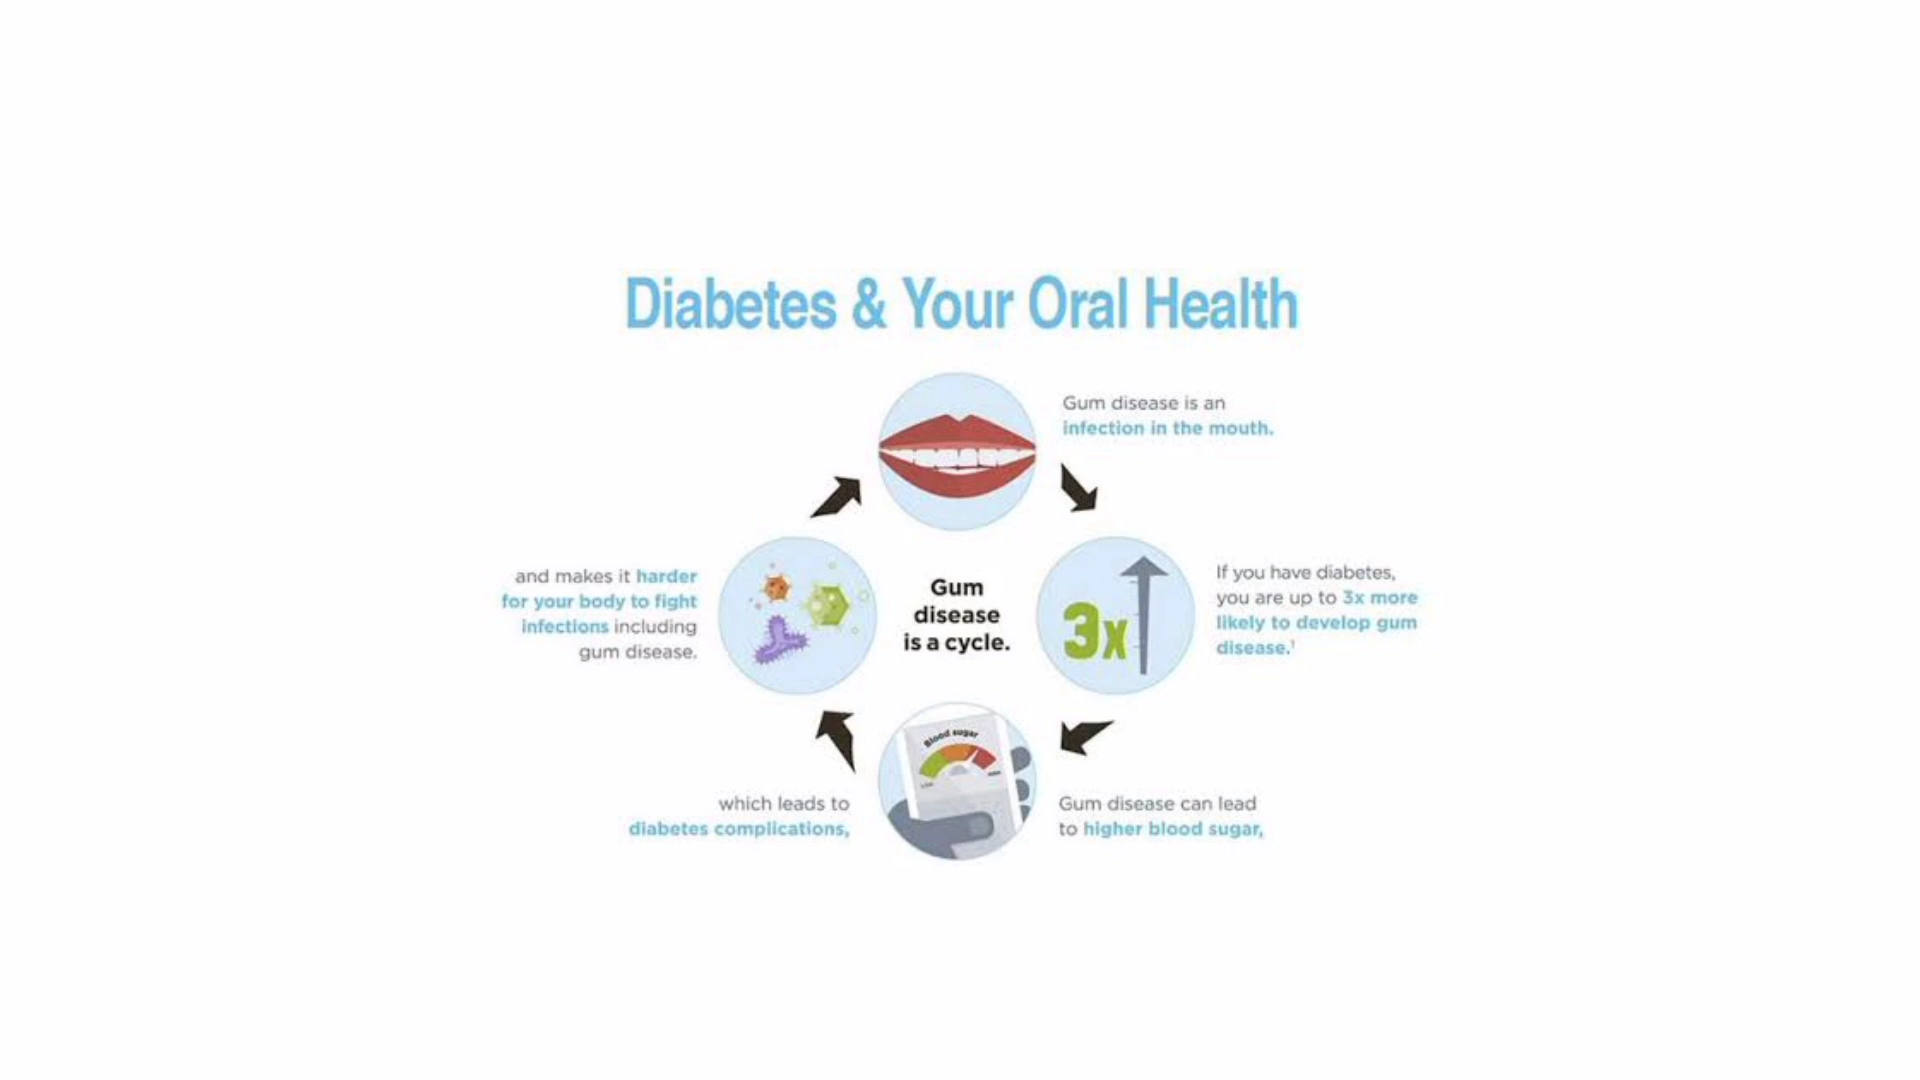 Diabetes & Your Oral Health
Gum disease is an
infection in the mouth.
If you have diabetes,
you are up to 3x more
likely to develop gum
disease.¹
3x
Gum
disease
is a cycle.
Gum disease can lead
to higher blood sugar,
Blood sugar
which leads to
diabetes complications,
and makes it harder
for your body to fight
infections including
gum disease.